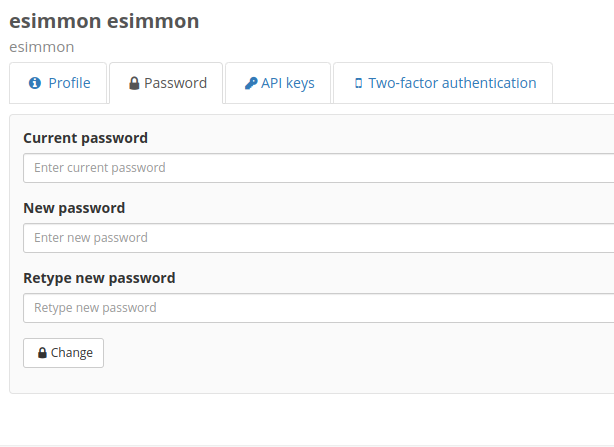 esimmon esimmon
esimmon
Profile Password API keys Two-factor authentication
Current password
Enter current password
New password
Enter new password
Retype new password
Retype new password
Change